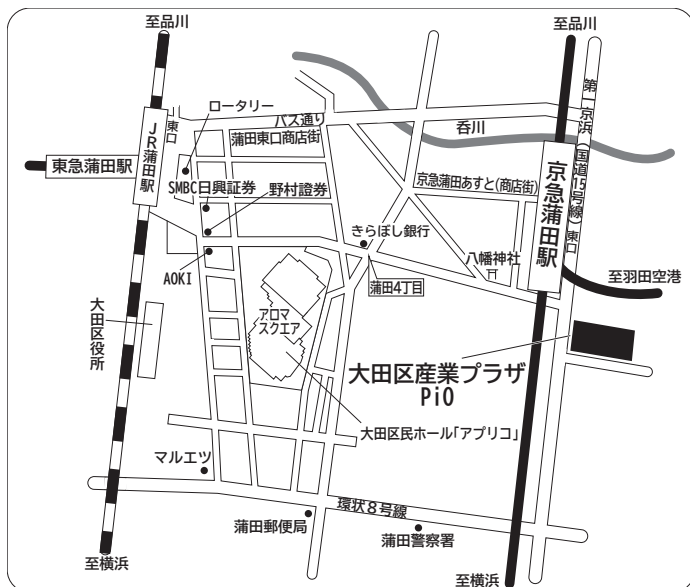 至品川
至品川
ロータリー
東口
バス通り
蒲田東口商店街
呑川
第一京浜(国道15号線)
JR蒲田駅
東急蒲田駅
SMBC日興証券
野村證券
京急蒲田あすと(商店街)
京急蒲田駅
東口
きらぼし銀行
八幡神社
AOKI
蒲田4丁目
至羽田空港
大田区役所
アロマ
スクエア
大田区産業プラザ
PiO
大田区民ホール「アプリコ」
マルエツ
環状8号線
蒲田郵便局
蒲田警察署
至横浜
至横浜